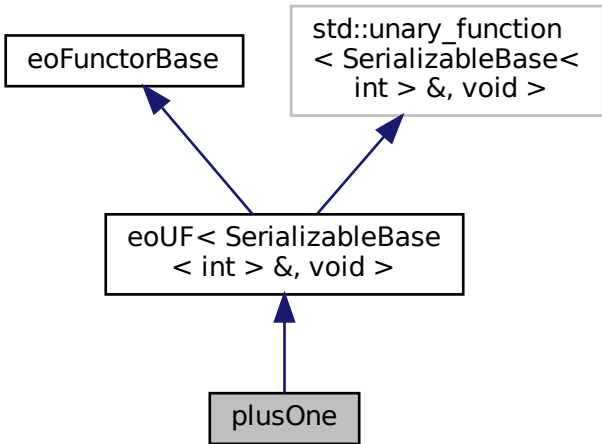 eoFunctorBase
std::unary_function
< SerializableBase<
int > &, void >
eoUF< SerializableBase
< int > &, void >
plusOne